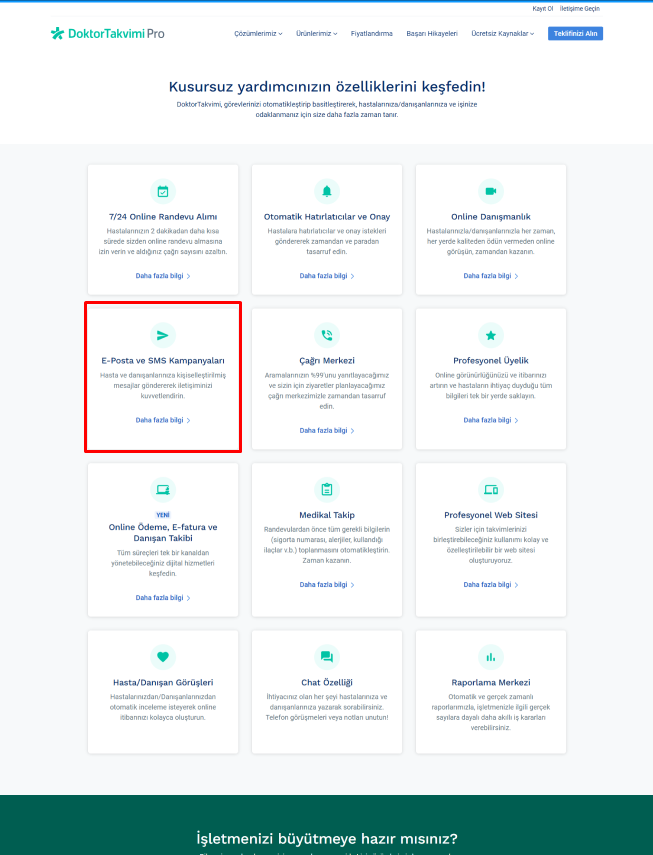 Kayıt Ol İletişime Geçin
DoktorTakvimi Pro
Çözümlerimiz Ürünlerimiz Fiyatlandırma Başarı Hikayeleri Ücretsiz Kaynaklar Teklifinizi Alın
Kusursuz yardımcınızın özelliklerini keşfedin!
DoktorTakvimi, görevlerinizi otomatikleştirip basitleştirerek, hastalarınıza/danışanlarınıza ve işinize
odaklanmanız için size daha fazla zaman tanır.
7/24 Online Randevu Alımı
Hastalarınızın 2 dakikadan daha kısa
sürede sizden online randevu almasına
izin verin ve aldığınız çağrı sayısını azaltın.
Daha fazla bilgi
Otomatik Hatırlatıcılar ve Onay
Hastalara hatırlatıcılar ve onay istekleri
göndererek zamandan ve paradan
tasarruf edin.
Daha fazla bilgi
Online Danışmanlık
Hastalarınızla/danışanlarınızla her zaman,
her yerde kaliteden ödün vermeden online
görüşün, zamandan kazanın.
Daha fazla bilgi
E-Posta ve SMS Kampanyaları
Hasta ve danışanlarınıza kişiselleştirilmiş
mesajlar göndererek iletişiminizi
kuvvetlendirin.
Daha fazla bilgi
Çağrı Merkezi
Aramalarınızın %99'unu yanıtlayacağımız
ve sizin için ziyaretler planlayacağımız
çağrı merkezimizle zamandan tasarruf
edin.
Daha fazla bilgi
Profesyonel Üyelik
Online görünürlüğünüzü ve itibarınızı
artırın ve hastaların ihtiyaç duyduğu tüm
bilgileri tek bir yerde saklayın.
Daha fazla bilgi
YENİ
Online Ödeme, E-fatura ve
Danışan Takibi
Tüm süreçleri tek bir kanaldan
yönetebileceğiniz dijital hizmetleri
keşfedin.
Daha fazla bilgi
Medikal Takip
Randevulardan önce tüm gerekli bilgilerin
(sigorta numarası, alerjiler, kullandığı
ilaçlar v.b.) toplanmasını otomatikleştirin.
Zaman kazanın.
Daha fazla bilgi
Profesyonel Web Sitesi
Sizler için takvimlerinizi
birleştirebileceğiniz kullanımı kolay ve
özelleştirilebilir bir web sitesi
oluşturuyoruz.
Daha fazla bilgi
Hasta/Danışan Görüşleri
Hastalarınızdan/Danışanlarınızdan
otomatik inceleme isteyerek online
itibarınızı kolayca oluşturun.
Chat Özelliği
İhtiyacınız olan her şeyi hastalarınıza ve
danışanlarınıza yazarak sorabilirsiniz.
Telefon görüşmeleri veya notları unutun!
Raporlama Merkezi
Otomatik ve gerçek zamanlı
raporlarımızla, işletmenizle ilgili gerçek
sayılara dayalı daha akıllı iş kararları
verebilirsiniz.
İşletmenizi büyütmeye hazır mısınız?